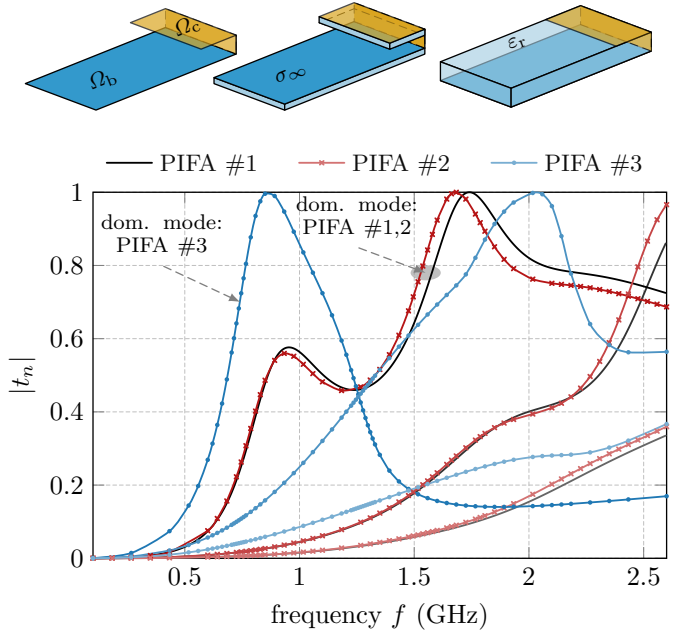 Ωb
Ωc
σ∞
εr
PIFA #1
PIFA #2
PIFA #3
dom. mode:
PIFA #3
dom. mode:
PIFA #1,2
|tn|
1
0.8
0.6
0.4
0.2
0
0.5
1
1.5
2
2.5
frequency f (GHz)